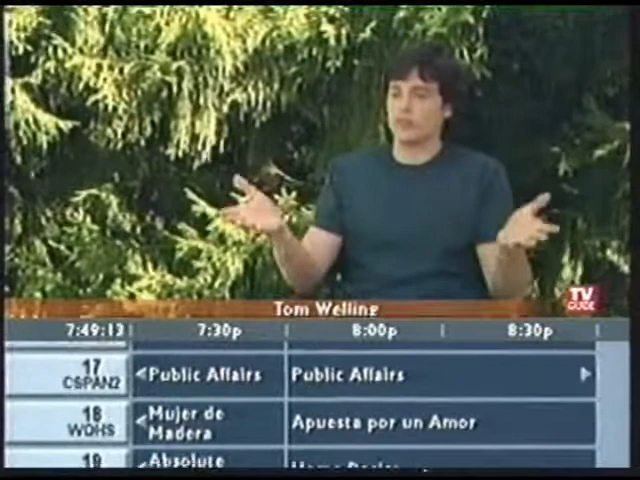 Tom Welling
TV
GUIDE
7:49:13 7:30p 8:00p 8:30p
17
CSPAN2
<Public Affairs
Public Affairs
18
WOHS
<Mujer de
Madera
Apuesta por un Amor
19
<Absolute